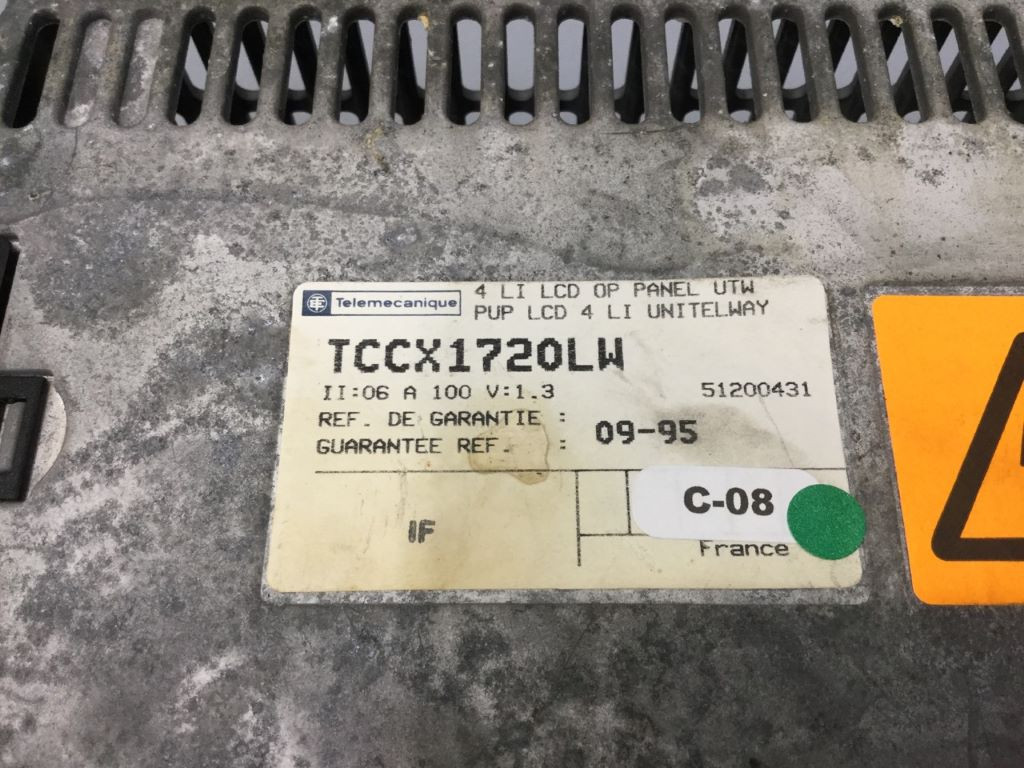 Telemecanique
4 LI LCD OP PANEL UTW
PUP LCD 4 LI UNITELWAY
TCCX1720LW
II:06 A 100 V:1.3 51200431
REF. DE GARANTIE :
GUARANTEE REF. : 09-95
IF
C-08
France